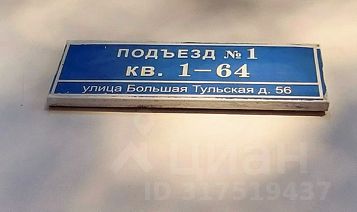 ПОДЪЕЗД № 1
КВ. 1–64
улица Большая Тульская д. 56
ЦИАН
ID 317519437